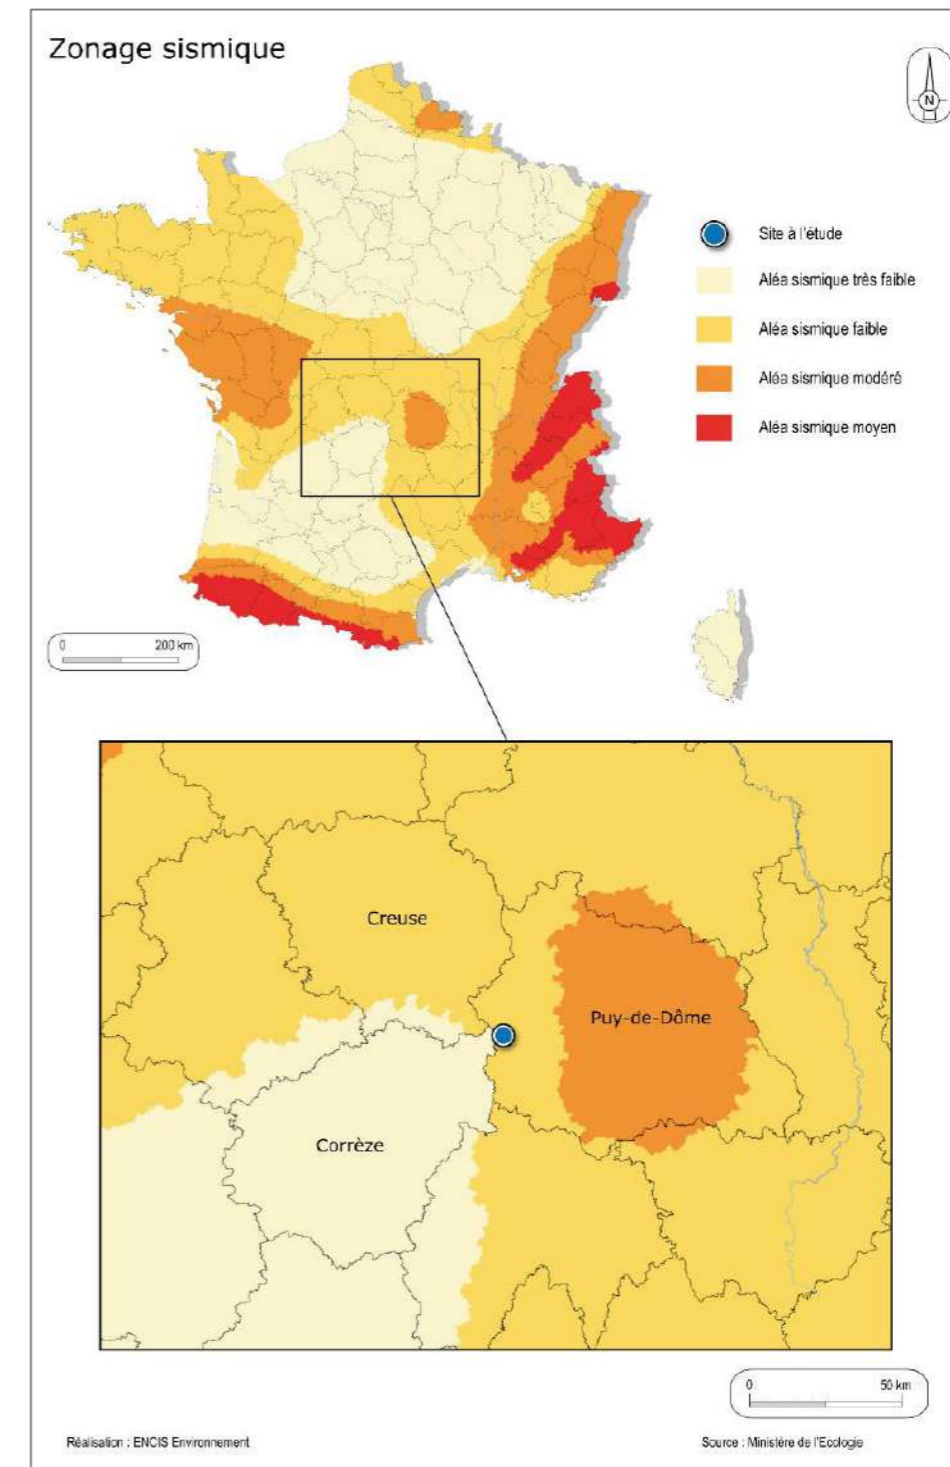 Zonage sismique
N
Site à l'étude
Aléa sismique très faible
Aléa sismique faible
Aléa sismique modéré
Aléa sismique moyen
0 200 km
Creuse
Puy-de-Dôme
Corrèze
0 50 km
Réalisation : ENCIS Environnement
Source : Ministère de l'Ecologie